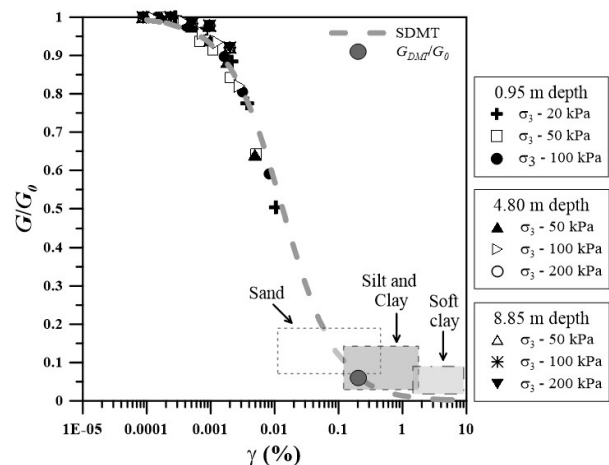 1
0.9
0.8
0.7
0.6
0.5
0.4
0.3
0.2
0.1
0
G/G0
1E-05 0.0001 0.001 0.01 0.1 1 10
γ (%)
SDMT
GDMT/G0
Sand
Silt and
Clay
Soft
clay
0.95 m depth
σ3 - 20 kPa
σ3 - 50 kPa
σ3 - 100 kPa
4.80 m depth
σ3 - 50 kPa
σ3 - 100 kPa
σ3 - 200 kPa
8.85 m depth
σ3 - 50 kPa
σ3 - 100 kPa
σ3 - 200 kPa